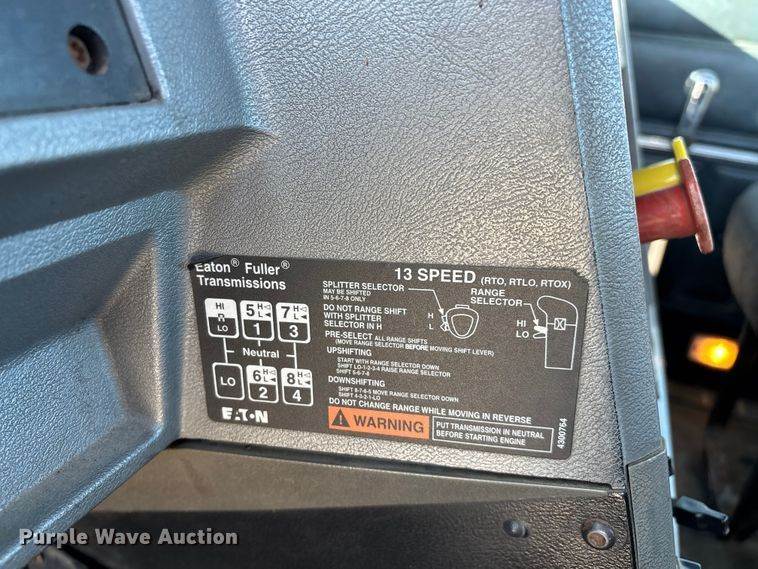 Eaton® Fuller®
Transmissions
13 SPEED (RTO, RTLO, RTOX)
SPLITTER SELECTOR
MAY BE SHIFTED
IN 5-6-7-8 ONLY
H
L
RANGE
SELECTOR
HI
LO
DO NOT RANGE SHIFT
WITH SPLITTER
SELECTOR IN H
PRE-SELECT ALL RANGE SHIFTS
(MOVE RANGE SELECTOR BEFORE MOVING SHIFT LEVER)
UPSHIFTING
START WITH RANGE SELECTOR DOWN
SHIFT LO-1-2-3-4 RAISE RANGE SELECTOR
SHIFT 5-6-7-8
DOWNSHIFTING
SHIFT 8-7-6-5 MOVE RANGE SELECTOR DOWN
SHIFT 4-3-2-1-LO
DO NOT CHANGE RANGE WHILE MOVING IN REVERSE
WARNING
PUT TRANSMISSION IN NEUTRAL
BEFORE STARTING ENGINE
4300764
HI
R
LO
5 H L
1
7 H L
3
Neutral
LO
6 H L
2
8 H L
4
EATON
Purple Wave Auction